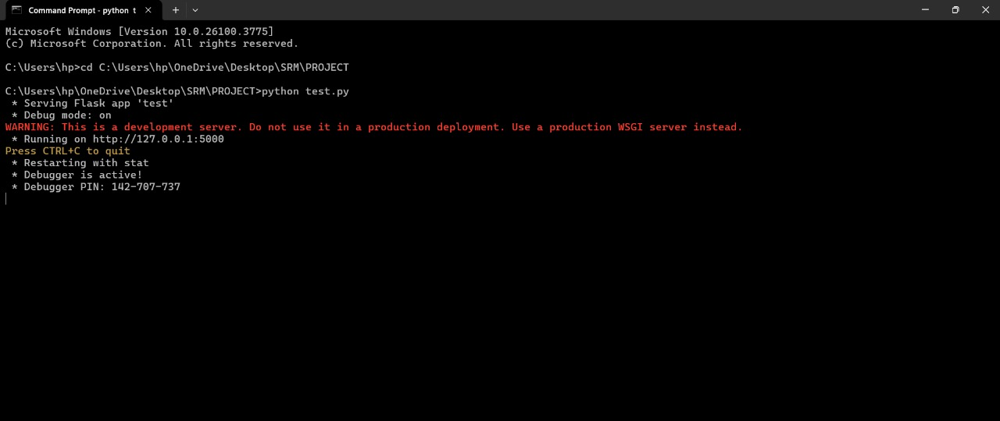 Command Prompt - python t
Microsoft Windows [Version 10.0.26100.3775]
(c) Microsoft Corporation. All rights reserved.
C:\Users\hp>cd C:\Users\hp\OneDrive\Desktop\SRM\PROJECT
C:\Users\hp\OneDrive\Desktop\SRM\PROJECT>python test.py
* Serving Flask app 'test'
* Debug mode: on
WARNING: This is a development server. Do not use it in a production deployment. Use a production WSGI server instead.
* Running on http://127.0.0.1:5000
Press CTRL+C to quit
* Restarting with stat
* Debugger is active!
* Debugger PIN: 142-707-737